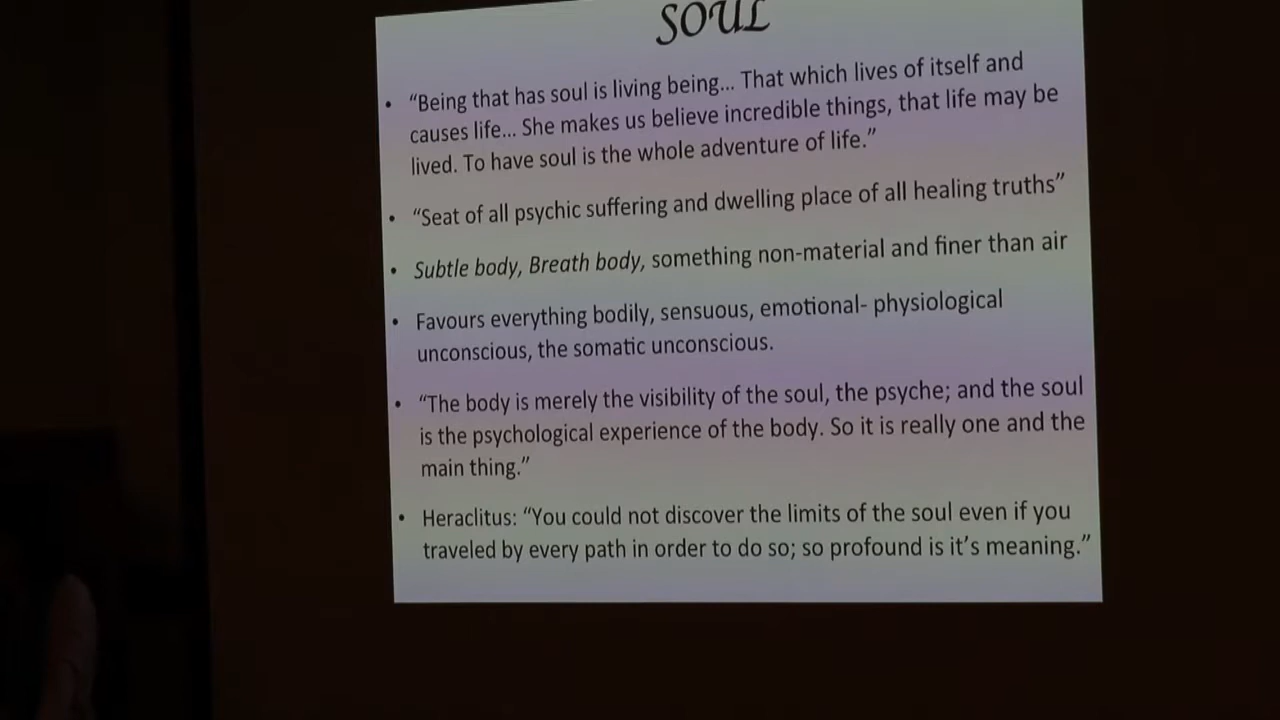 SOUL
• “Being that has soul is living being... That which lives of itself and
causes life... She makes us believe incredible things, that life may be
lived. To have soul is the whole adventure of life.”
• “Seat of all psychic suffering and dwelling place of all healing truths”
• Subtle body, Breath body, something non-material and finer than air
• Favours everything bodily, sensuous, emotional- physiological
unconscious, the somatic unconscious.
• “The body is merely the visibility of the soul, the psyche; and the soul
is the psychological experience of the body. So it is really one and the
main thing.”
• Heraclitus: “You could not discover the limits of the soul even if you
traveled by every path in order to do so; so profound is it’s meaning.”